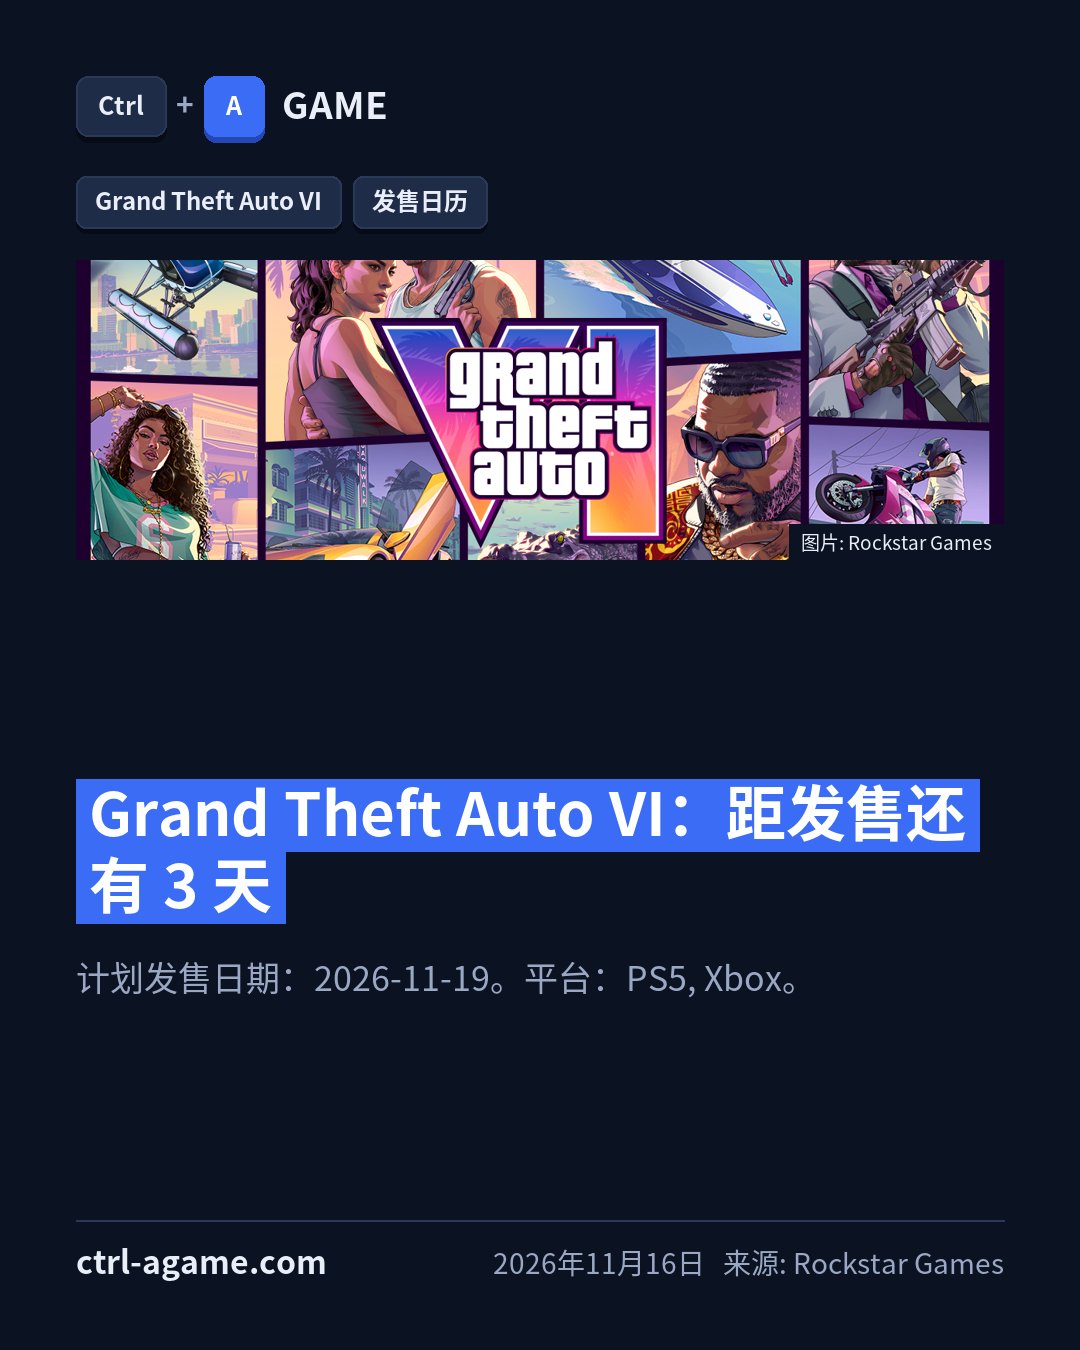 Ctrl + A GAME
Grand Theft Auto VI 发售日历
VI
grand
theft
auto
图片: Rockstar Games
Grand Theft Auto VI：距发售还
有 3 天
计划发售日期：2026-11-19。平台：PS5, Xbox。
ctrl-agame.com 2026年11月16日 来源: Rockstar Games